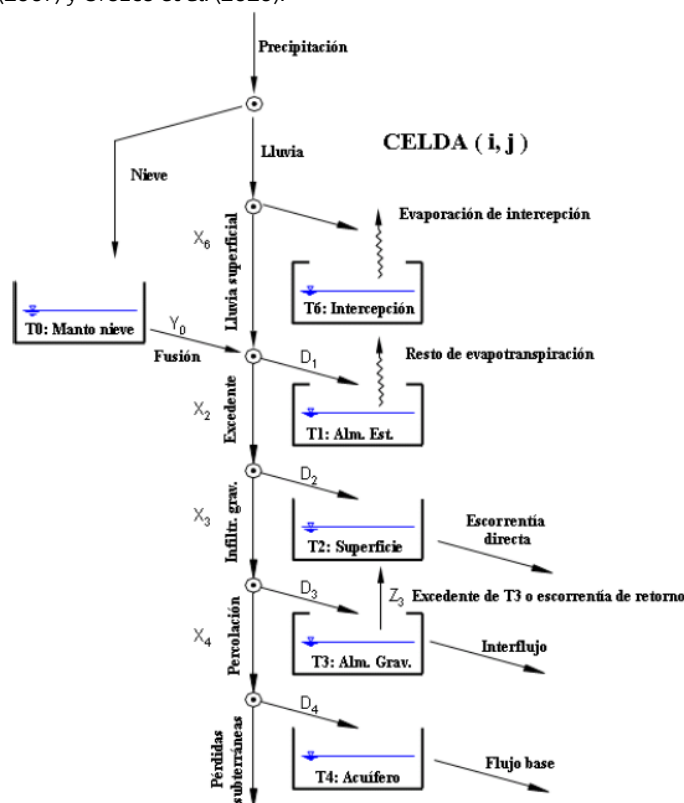 Precipitación
CELDA ( i, j )
Lluvia
Nieve
Evaporación de intercepción
X6
Lluvia superficial
T6: Intercepción
T0: Manto nieve
Y0
Fusión
D1
Resto de evapotranspiración
X2
Excedente
T1: Alm. Est.
D2
X3
Infiltr. grav.
Escorrentía
directa
T2: Superficie
D3
Z3 Excedente de T3 o escorrentía de retorno
X4
Percolación
Interflujo
T3: Alm. Grav.
D4
Pérdidas
subterráneas
Flujo base
T4: Acuífero